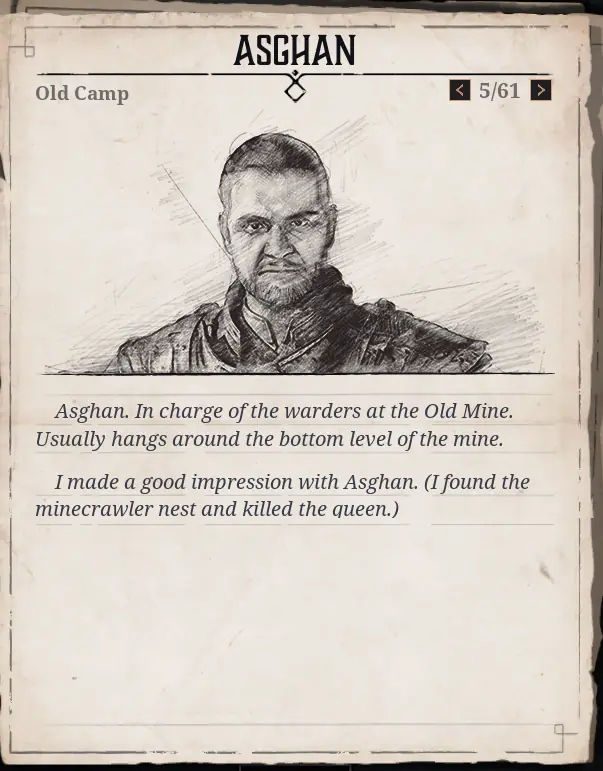 ASGHAN
Old Camp
5/61
Asghan. In charge of the warders at the Old Mine.
Usually hangs around the bottom level of the mine.
I made a good impression with Asghan. (I found the
minecrawler nest and killed the queen.)